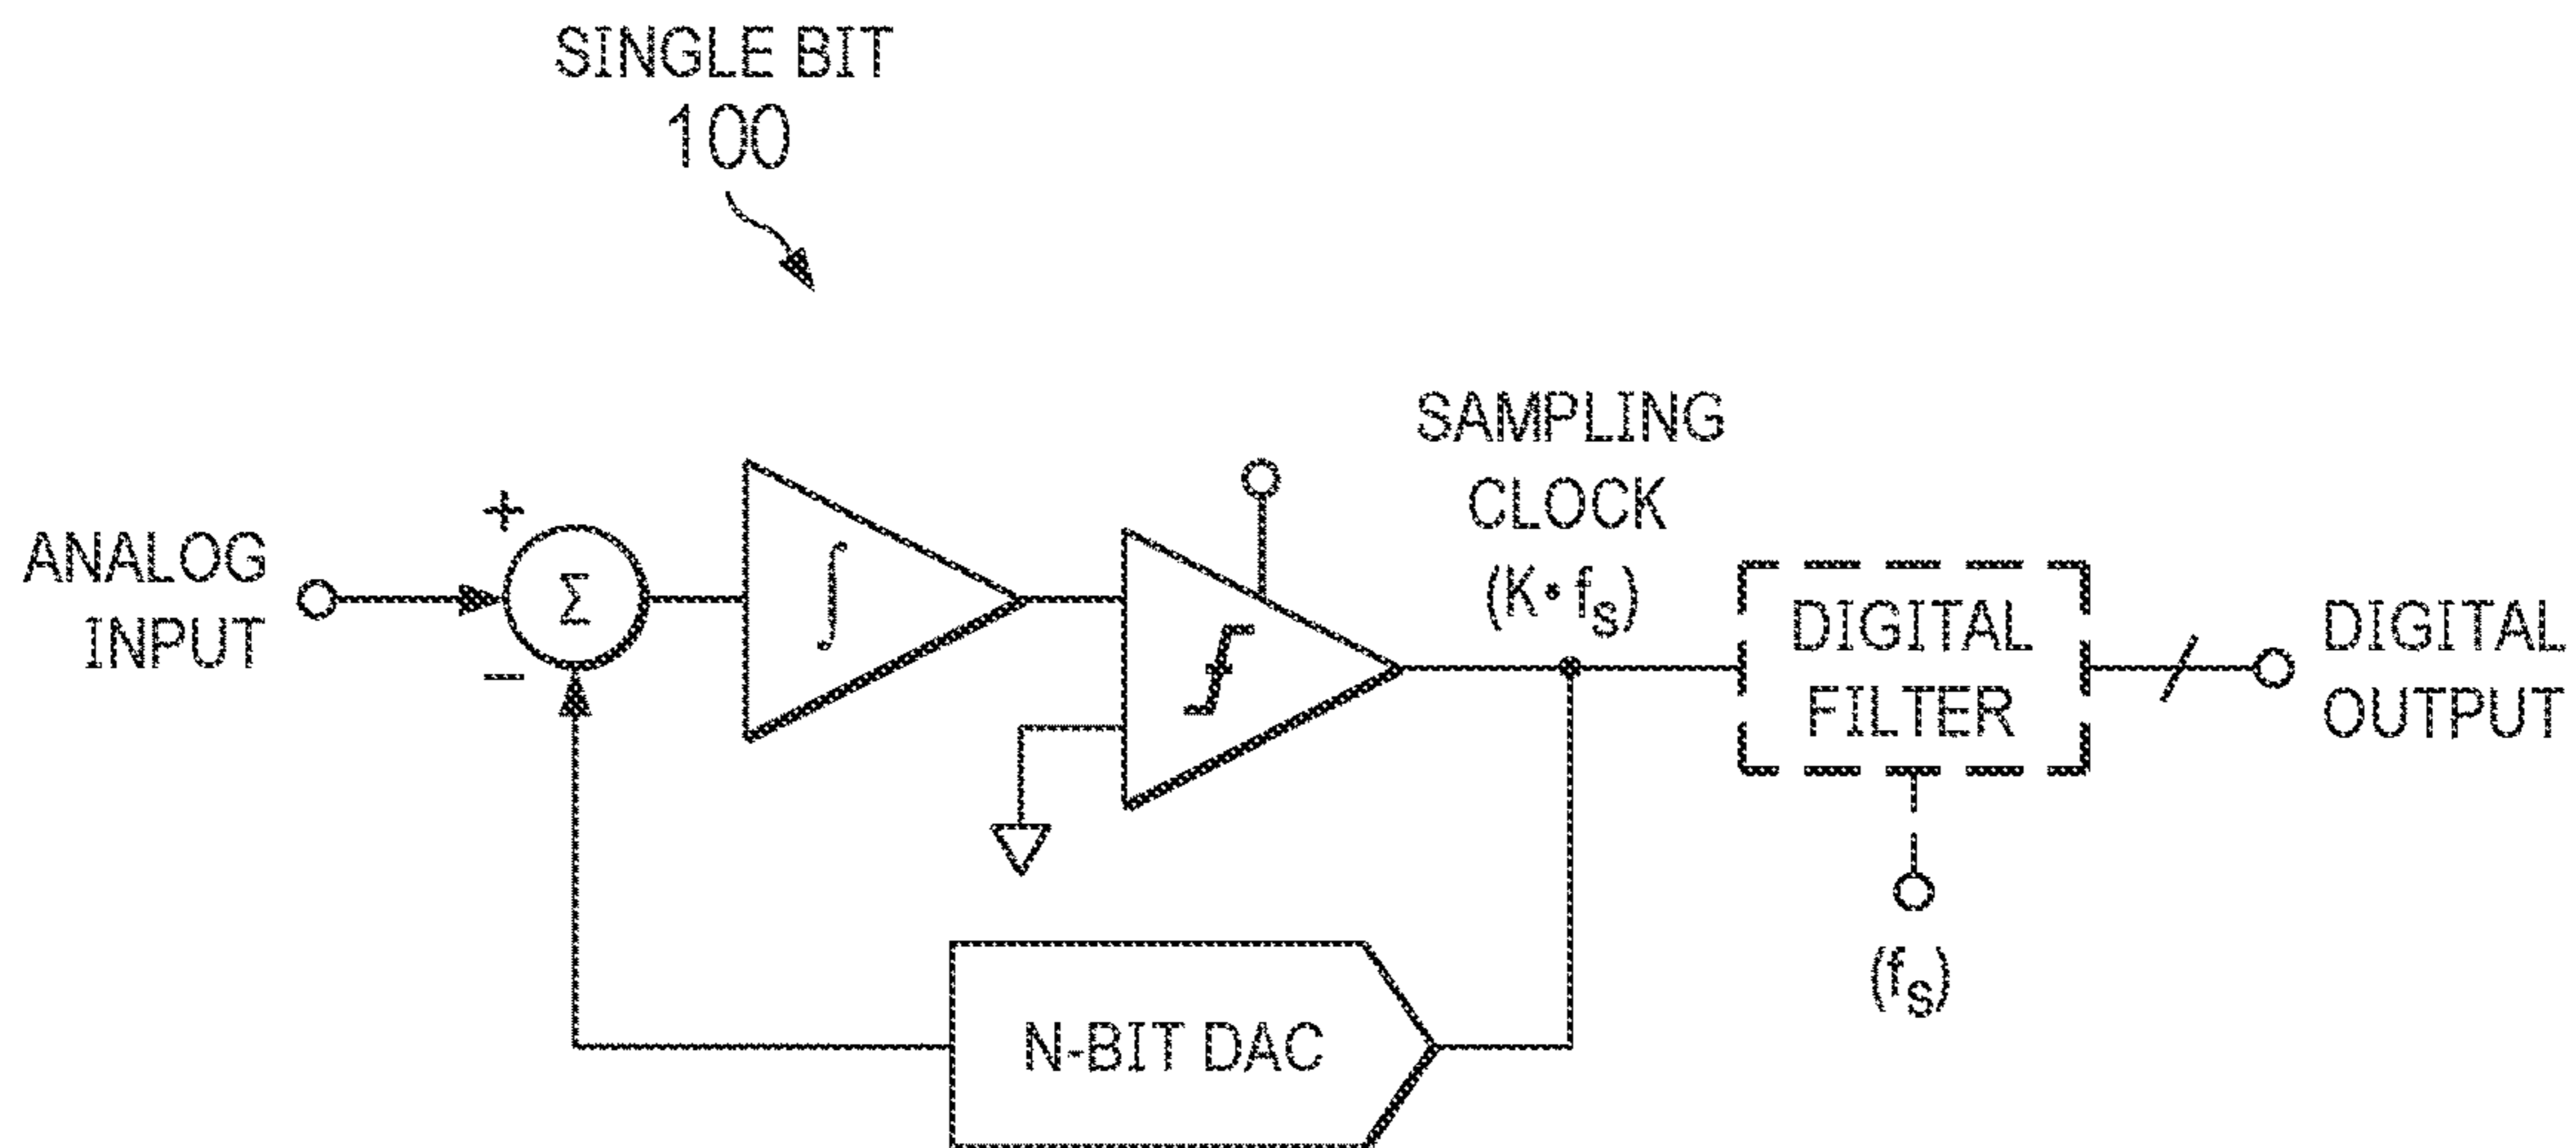 SINGLE BIT
100
SAMPLING
CLOCK
(K• fs)
ANALOG
INPUT
+
−
Σ
∫
DIGITAL
FILTER
DIGITAL
OUTPUT
(fs)
N-BIT DAC